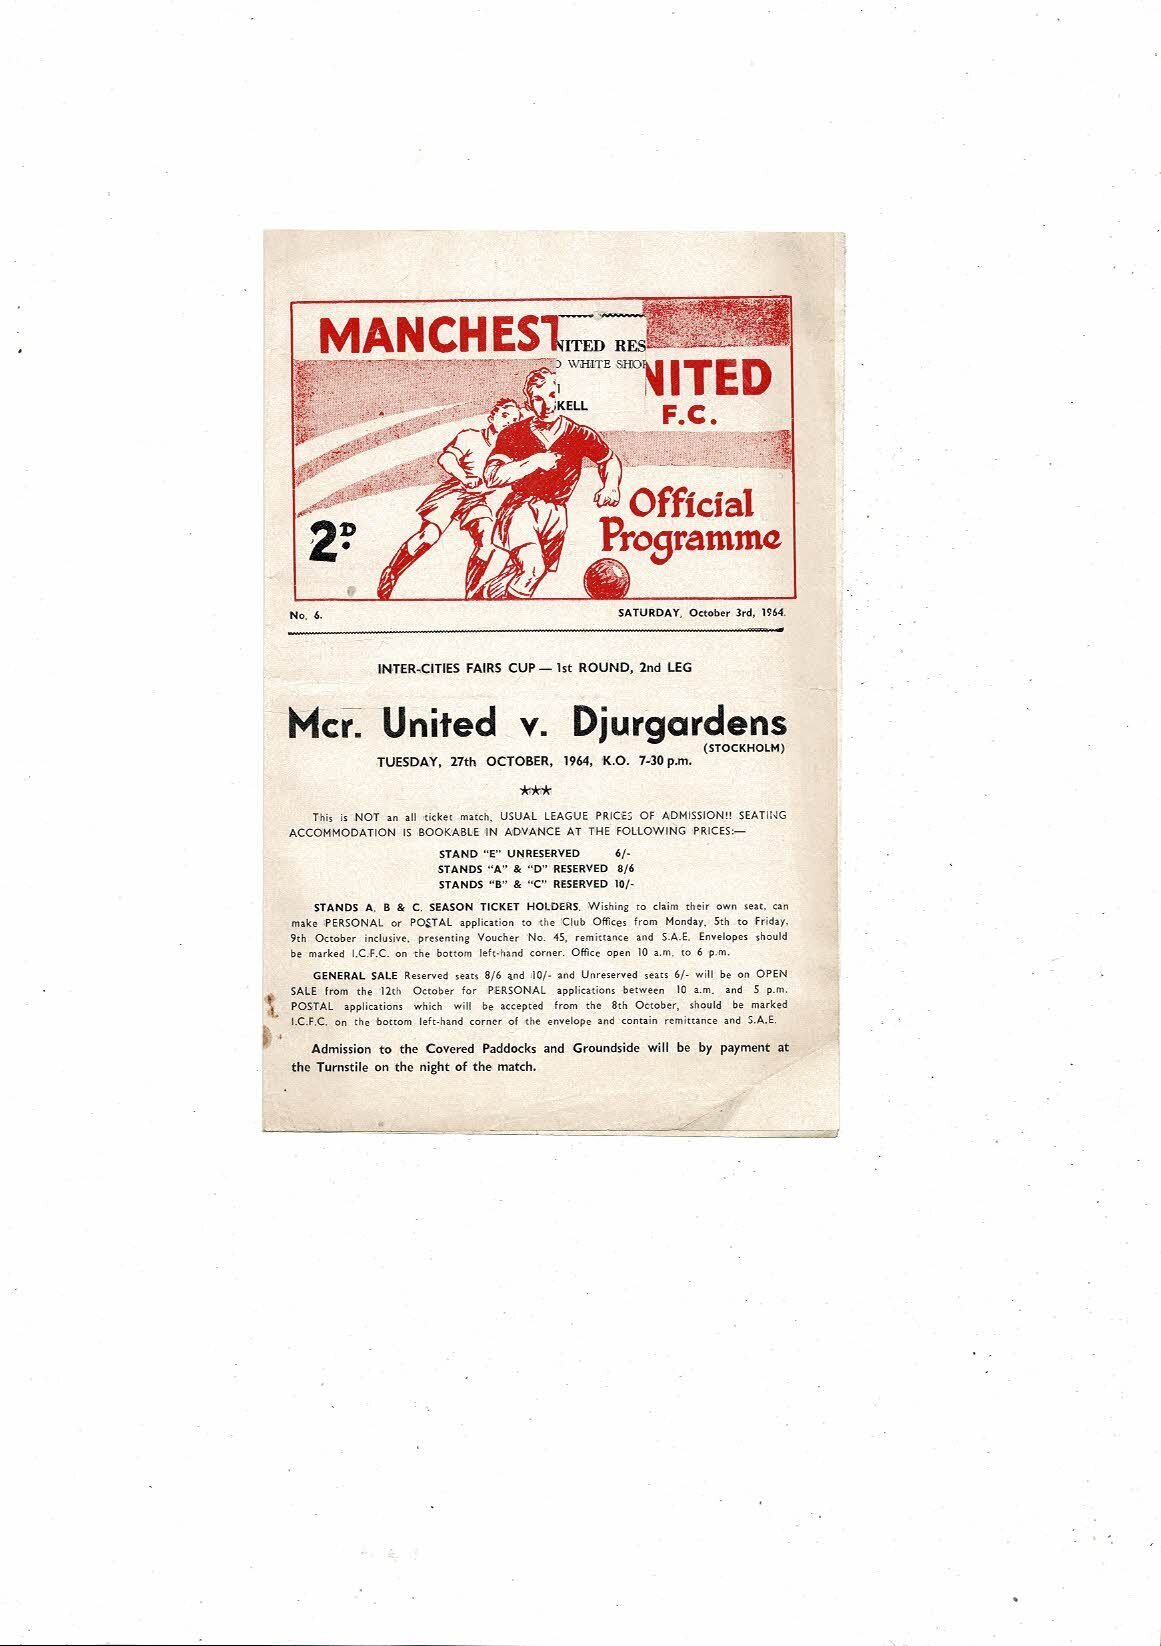 MANCHEST
NITED RES
WHITE SHOR
KELL
NITED
F.C.
Official
Programme
2D.
No. 6.
SATURDAY, October 3rd, 1964.
INTER-CITIES FAIRS CUP — 1st ROUND, 2nd LEG
Mcr. United v. Djurgardens
(STOCKHOLM)
TUESDAY, 27th OCTOBER, 1964, K.O. 7-30 p.m.
★★★
This is NOT an all ticket match. USUAL LEAGUE PRICES OF ADMISSION!! SEATING
ACCOMMODATION IS BOOKABLE IN ADVANCE AT THE FOLLOWING PRICES:—
STAND "E" UNRESERVED 6/-
STANDS "A" & "D" RESERVED 8/6
STANDS "B" & "C" RESERVED 10/-
STANDS A, B & C. SEASON TICKET HOLDERS. Wishing to claim their own seat, can
make PERSONAL or POSTAL application to the Club Offices from Monday, 5th to Friday,
9th October inclusive, presenting Voucher No. 45, remittance and S.A.E. Envelopes should
be marked I.C.F.C. on the bottom left-hand corner. Office open 10 a.m. to 6 p.m.
GENERAL SALE Reserved seats 8/6 and 10/- and Unreserved seats 6/- will be on OPEN
SALE from the 12th October for PERSONAL applications between 10 a.m. and 5 p.m.
POSTAL applications which will be accepted from the 8th October, should be marked
I.C.F.C. on the bottom left-hand corner of the envelope and contain remittance and S.A.E.
Admission to the Covered Paddocks and Groundside will be by payment at
the Turnstile on the night of the match.